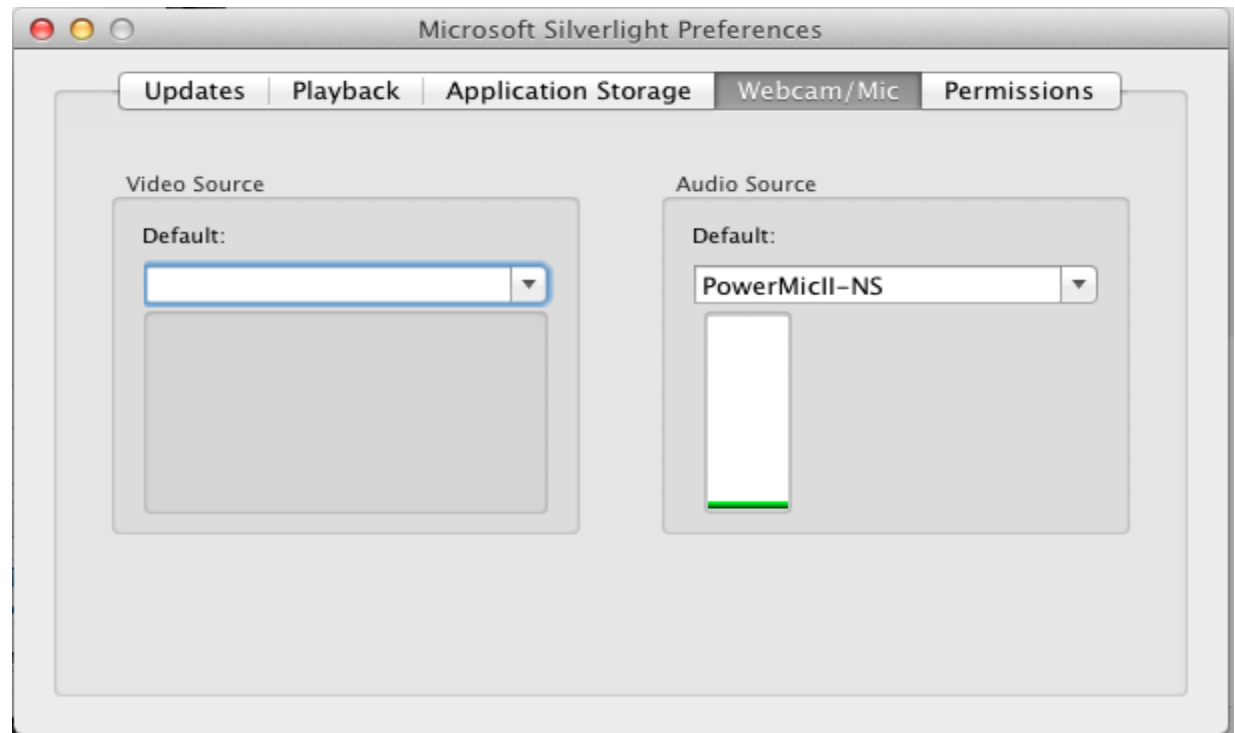 Microsoft Silverlight Preferences
Updates Playback Application Storage Webcam/Mic Permissions
Video Source
Default:
Audio Source
Default:
PowerMicII-NS